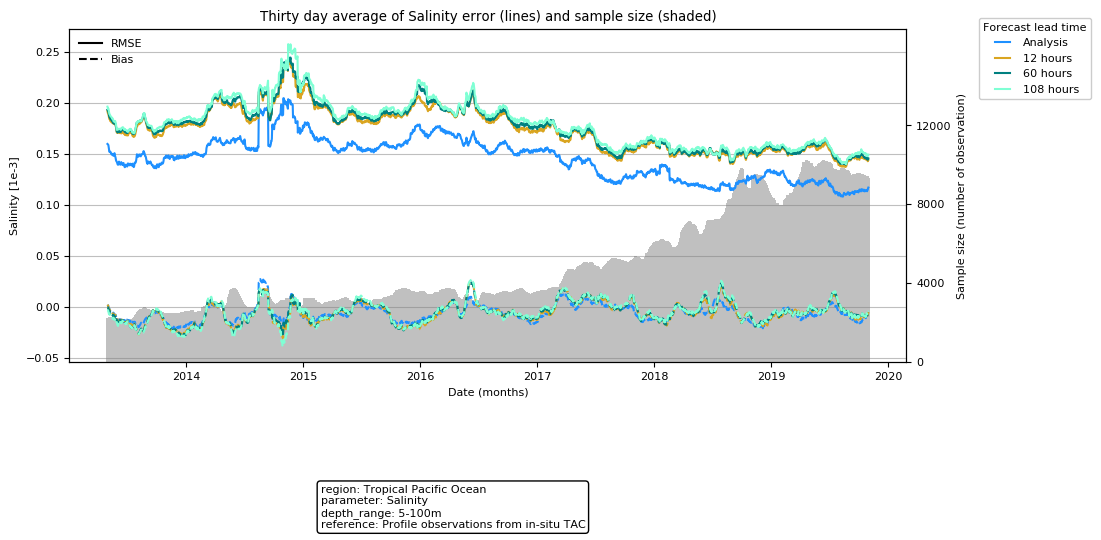 Thirty day average of Salinity error (lines) and sample size (shaded)
Forecast lead time
Analysis
12 hours
60 hours
108 hours
RMSE
Bias
0.25
0.20
0.15
0.10
0.05
0.00
−0.05
Salinity [1e-3]
12000
8000
4000
0
Sample size (number of observation)
2014 2015 2016 2017 2018 2019 2020
Date (months)
region: Tropical Pacific Ocean
parameter: Salinity
depth_range: 5-100m
reference: Profile observations from in-situ TAC